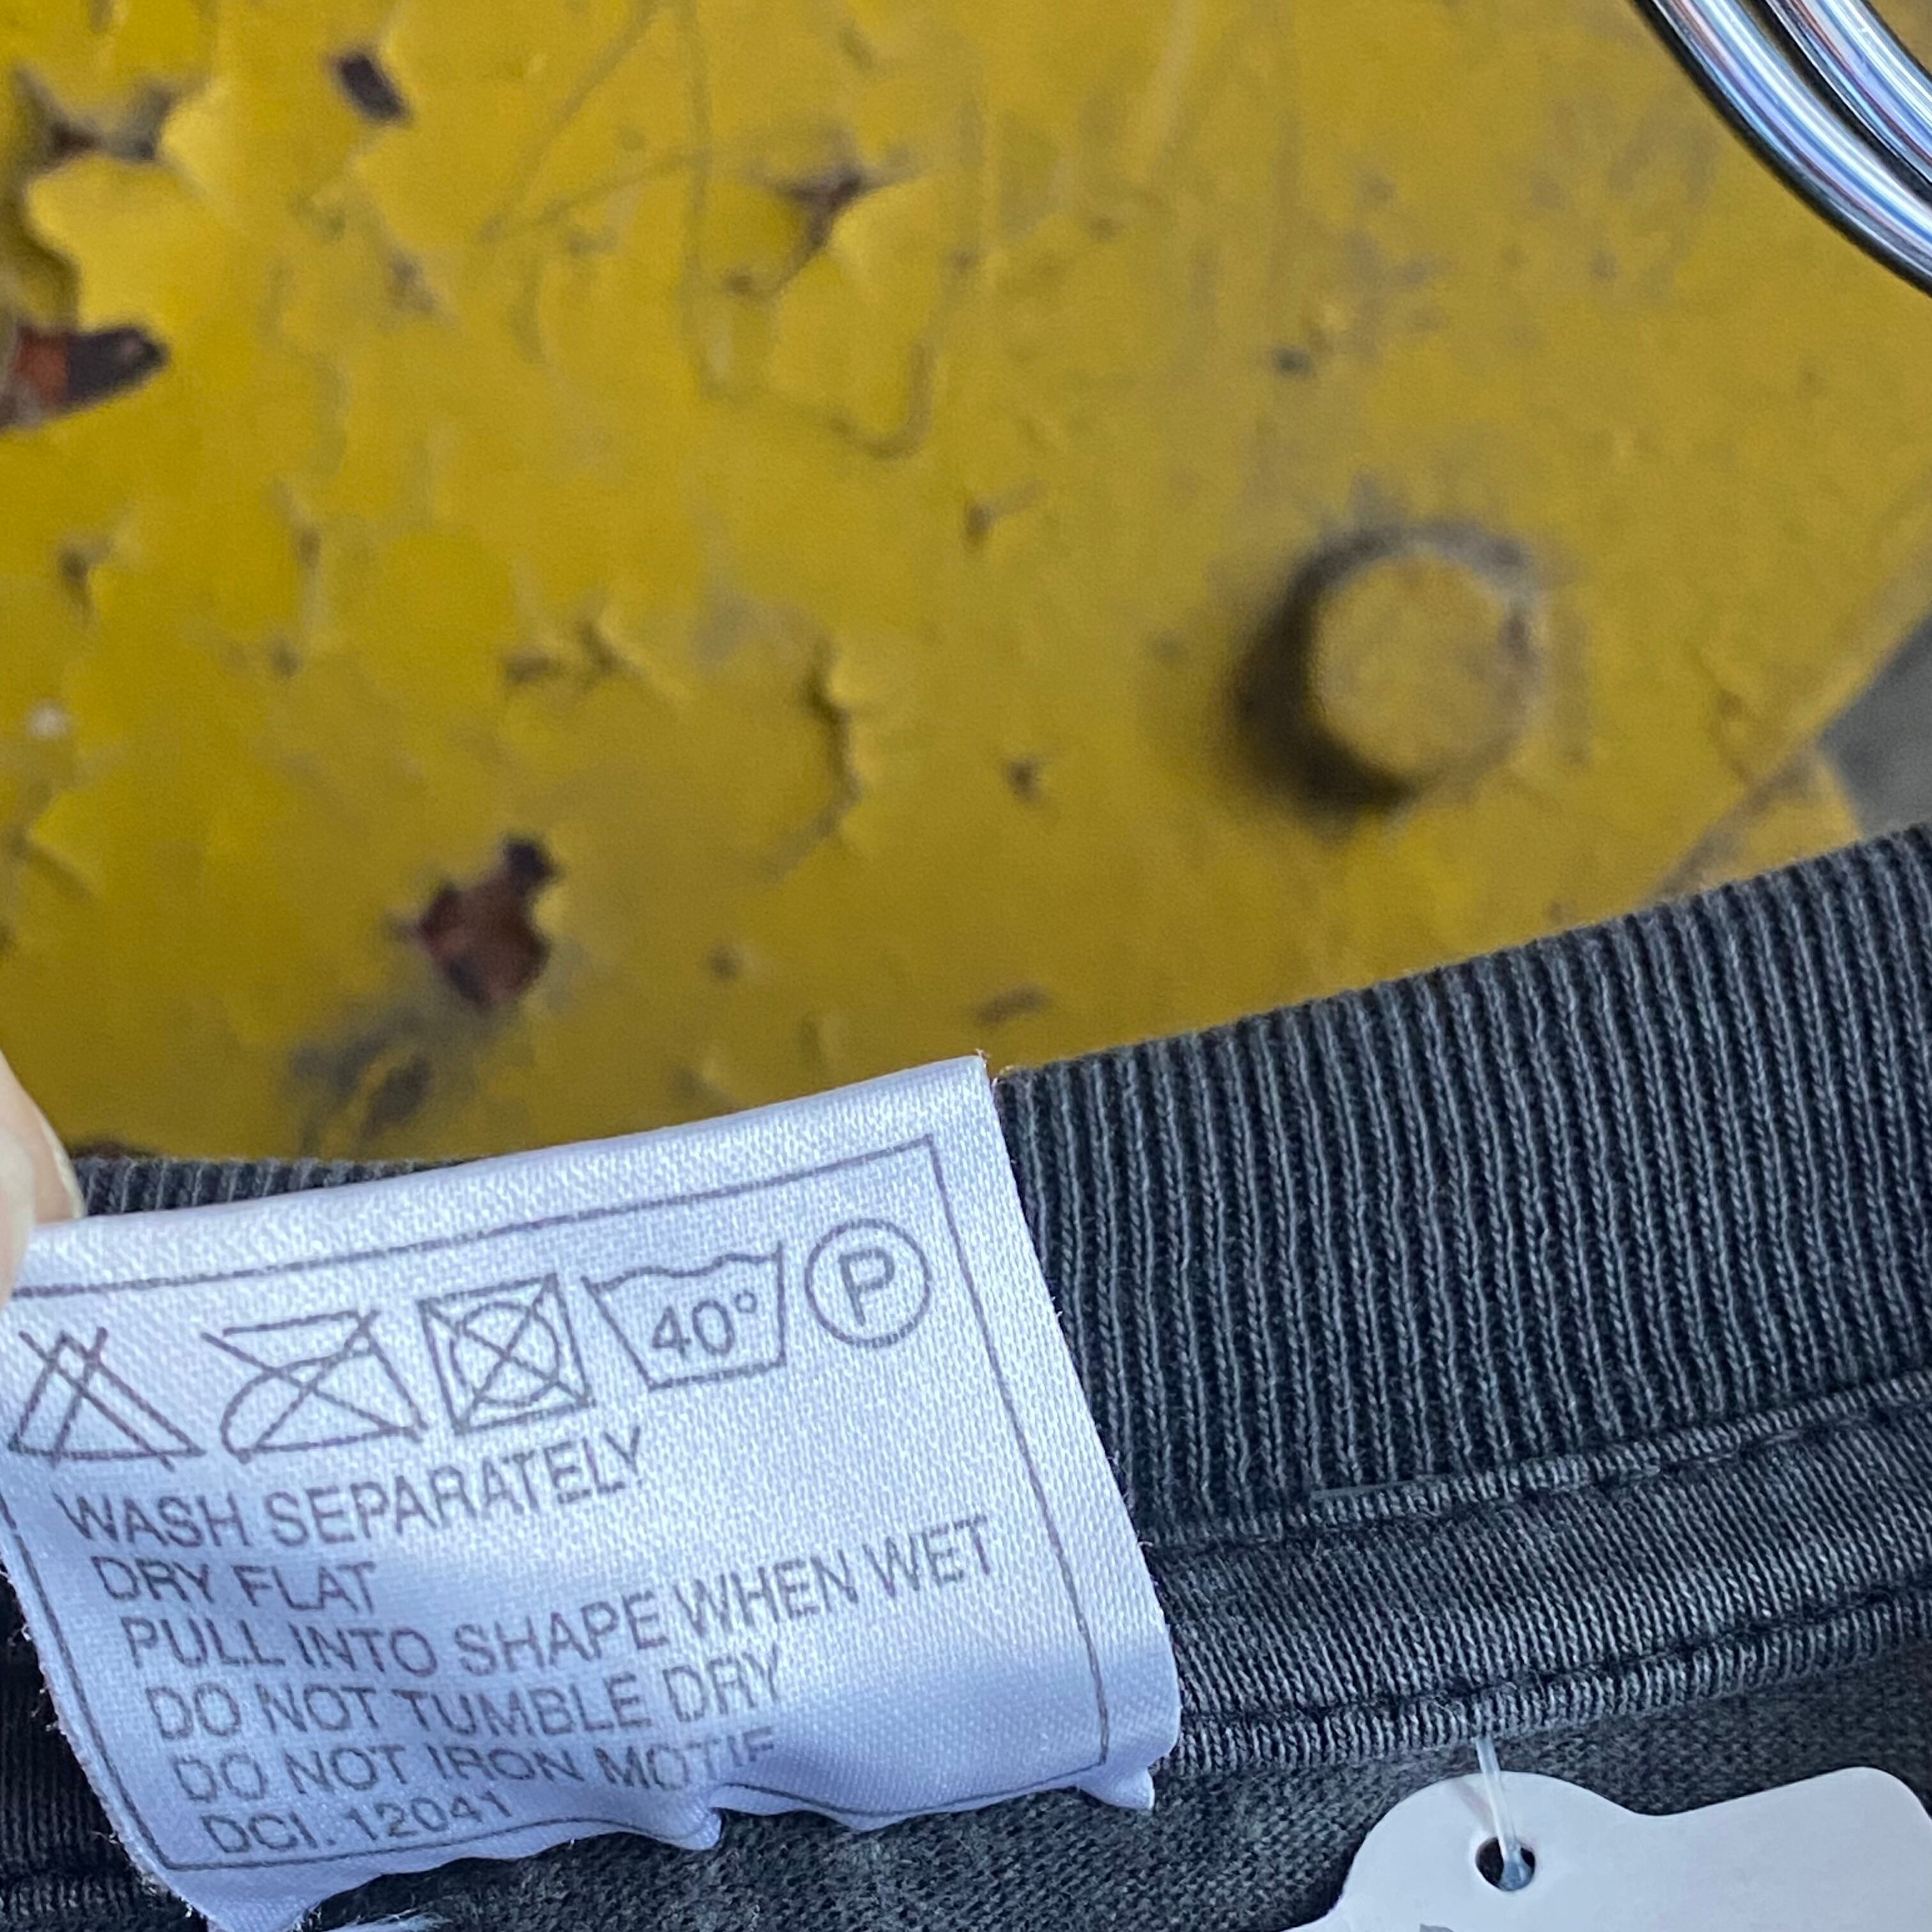 40° P
WASH SEPARATELY
DRY FLAT
PULL INTO SHAPE WHEN WET
DO NOT TUMBLE DRY
DO NOT IRON MOTIF
DCI. 12041